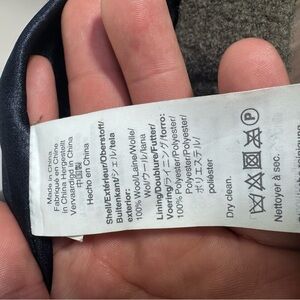 Made in China
Fabriqué en Chine
In China Hergestellt
Vervaardigd in China
中国製
Hecho en China
Shell/Extérieur/Oberstoff/
Buitenkant/シェル/tela
exterior:
100% Wool/Laine/Wolle/
Wol/ウール/lana
Lining/Doublure/Futter/
Voering/ライニング/forro:
100% Polyester/Polyester/
Polyester/Polyester/
ポリエステル/
poliéster
Dry clean.
P
Nettoyer à sec.